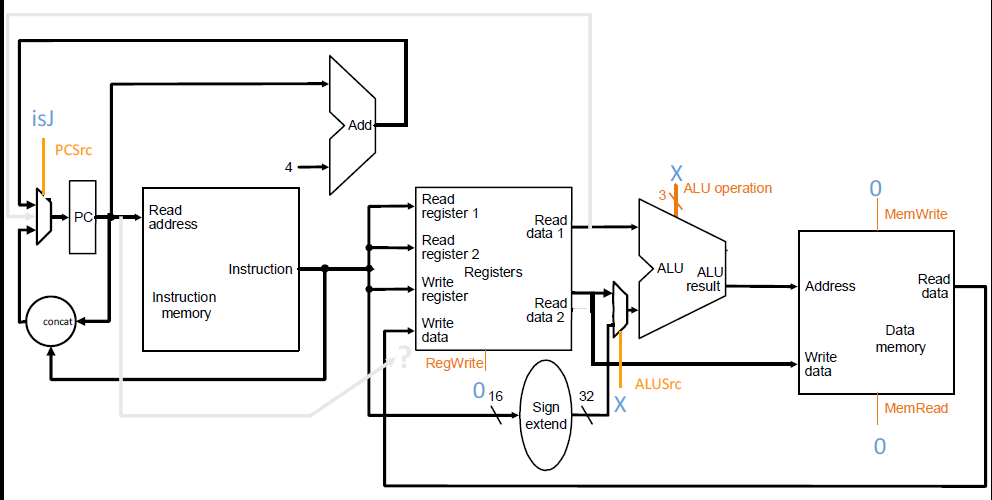 isJ
PCSrc
Add
4
PC
Read
address
Instruction
Instruction
memory
concat
Read
register 1
Read
register 2
Write
register
Write
data
Registers
Read
data 1
Read
data 2
RegWrite
0
?
16
Sign
extend
32
X
3
ALU operation
ALU
ALU
result
ALUSrc
X
0
MemWrite
Address
Read
data
Data
memory
Write
data
MemRead
0